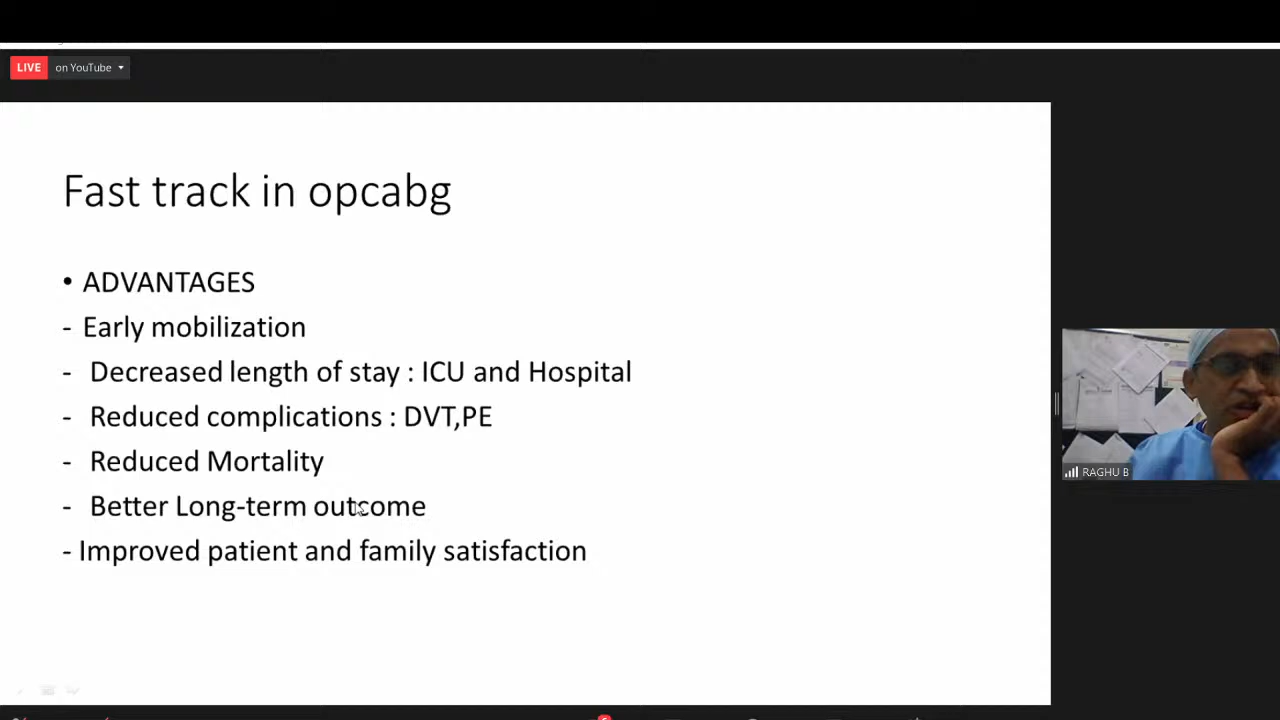 LIVE on YouTube
Fast track in opcabg
• ADVANTAGES
- Early mobilization
- Decreased length of stay : ICU and Hospital
- Reduced complications : DVT,PE
- Reduced Mortality
- Better Long-term outcome
- Improved patient and family satisfaction
RAGHU B